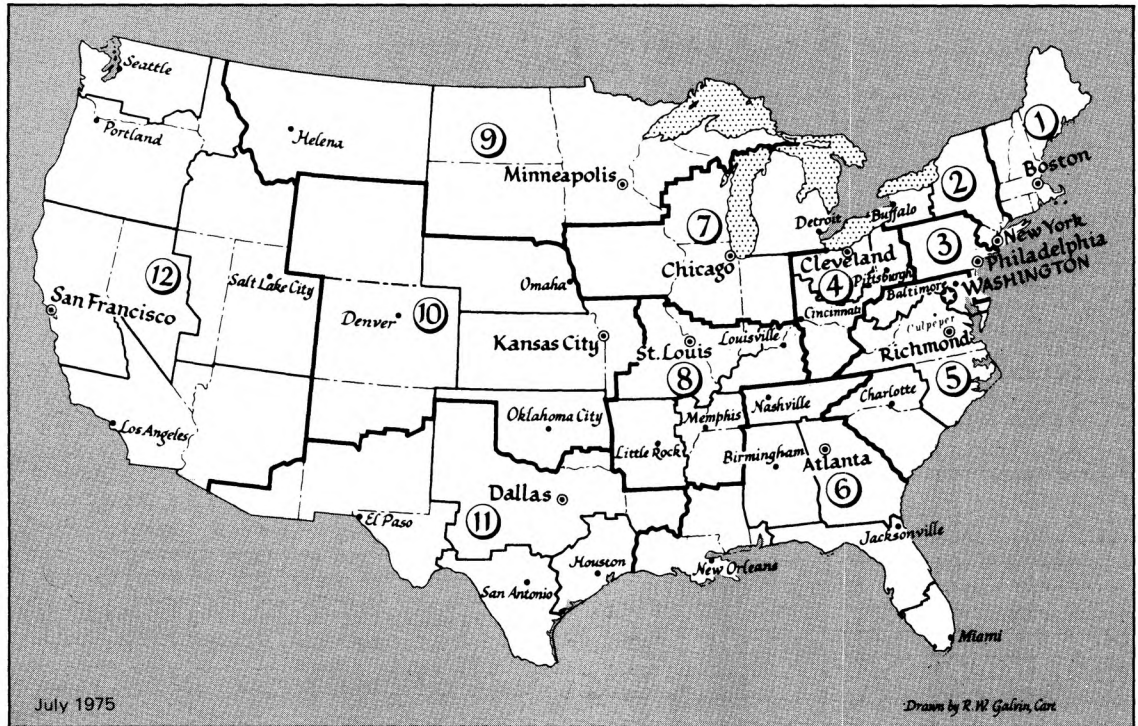 Seattle
Portland
Helena
9
Minneapolis
1
Boston
2
Buffalo
Detroit
7
Chicago
3
New York
Philadelphia
WASHINGTON
Cleveland
4
Pittsburgh
Baltimore
Cincinnati
12
Salt Lake City
San Francisco
Omaha
10
Denver
Kansas City
St. Louis
Louisville
8
Culpeper
Richmond
5
Charlotte
Nashville
Memphis
Oklahoma City
Los Angeles
Little Rock
Birmingham
Atlanta
6
Dallas
11
El Paso
Houston
San Antonio
New Orleans
Jacksonville
Miami
July 1975
Drawn by R.W. Galvin, Cart.